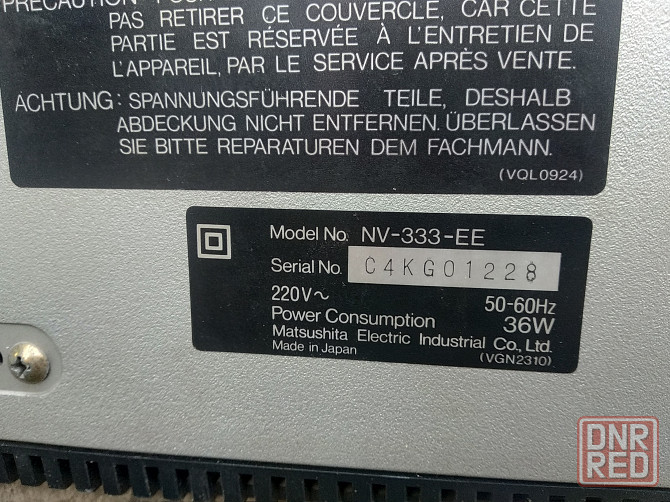 PAS RETIRER CE COUVERCLE, CAR CETTE
PARTIE EST RÉSERVÉE À L'ENTRETIEN DE
L'APPAREIL, PAR LE SERVICE APRÈS VENTE.
ACHTUNG: SPANNUNGSFÜHRENDE TEILE, DESHALB
ABDECKUNG NICHT ENTFERNEN. ÜBERLASSEN
SIE BITTE REPARATUREN DEM FACHMANN.
(VQL0924)
Model No. NV-333-EE
Serial No. C4KG01228
220V~ 50-60Hz
Power Consumption 36W
Matsushita Electric Industrial Co., Ltd.
Made in Japan (VGN2310)
DNR
RED